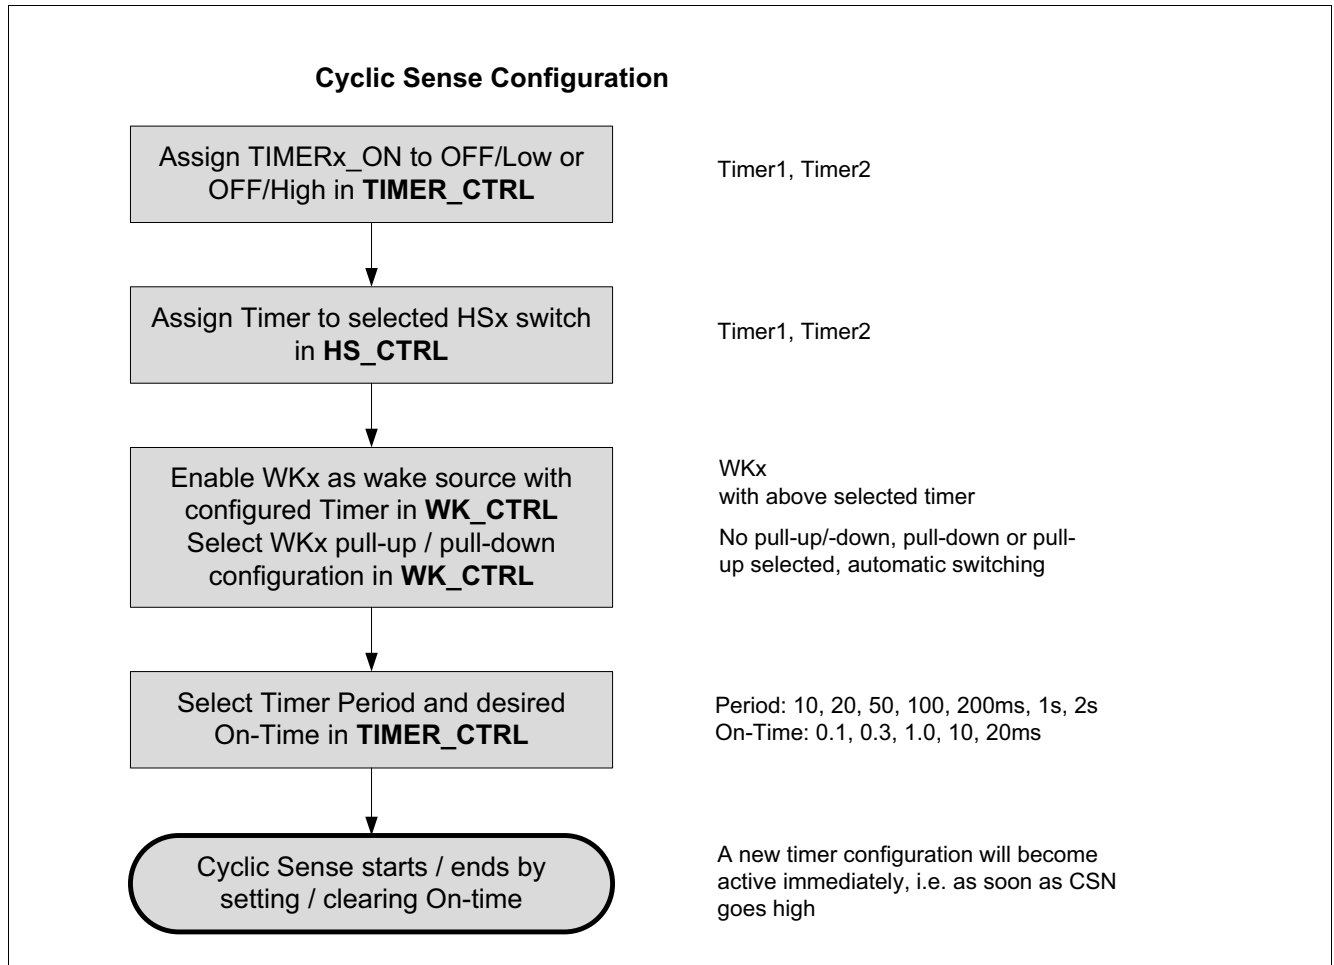 Cyclic Sense Configuration
Assign TIMERx_ON to OFF/Low or
OFF/High in TIMER_CTRL
Timer1, Timer2
Assign Timer to selected HSx switch
in HS_CTRL
Timer1, Timer2
Enable WKx as wake source with
configured Timer in WK_CTRL
Select WKx pull-up / pull-down
configuration in WK_CTRL
WKx
with above selected timer
No pull-up/-down, pull-down or pull-
up selected, automatic switching
Select Timer Period and desired
On-Time in TIMER_CTRL
Period: 10, 20, 50, 100, 200ms, 1s, 2s
On-Time: 0.1, 0.3, 1.0, 10, 20ms
Cyclic Sense starts / ends by
setting / clearing On-time
A new timer configuration will become
active immediately, i.e. as soon as CSN
goes high